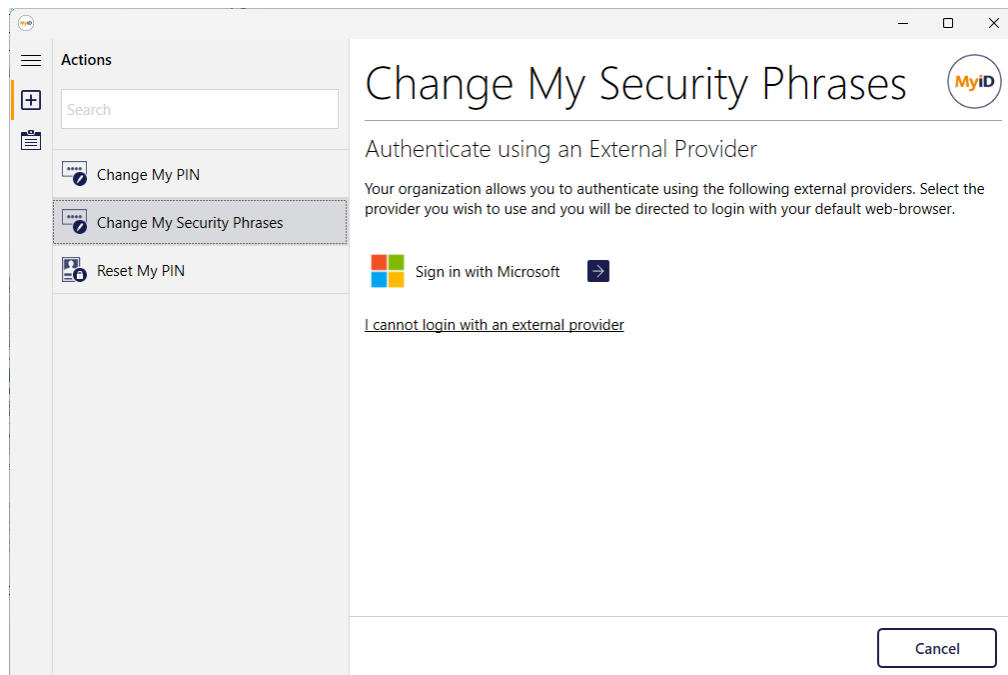 MyiD
Actions
Search
Change My PIN
Change My Security Phrases
Reset My PIN
Change My Security Phrases
MyiD
Authenticate using an External Provider
Your organization allows you to authenticate using the following external providers. Select the
provider you wish to use and you will be directed to login with your default web-browser.
Sign in with Microsoft
I cannot login with an external provider
Cancel